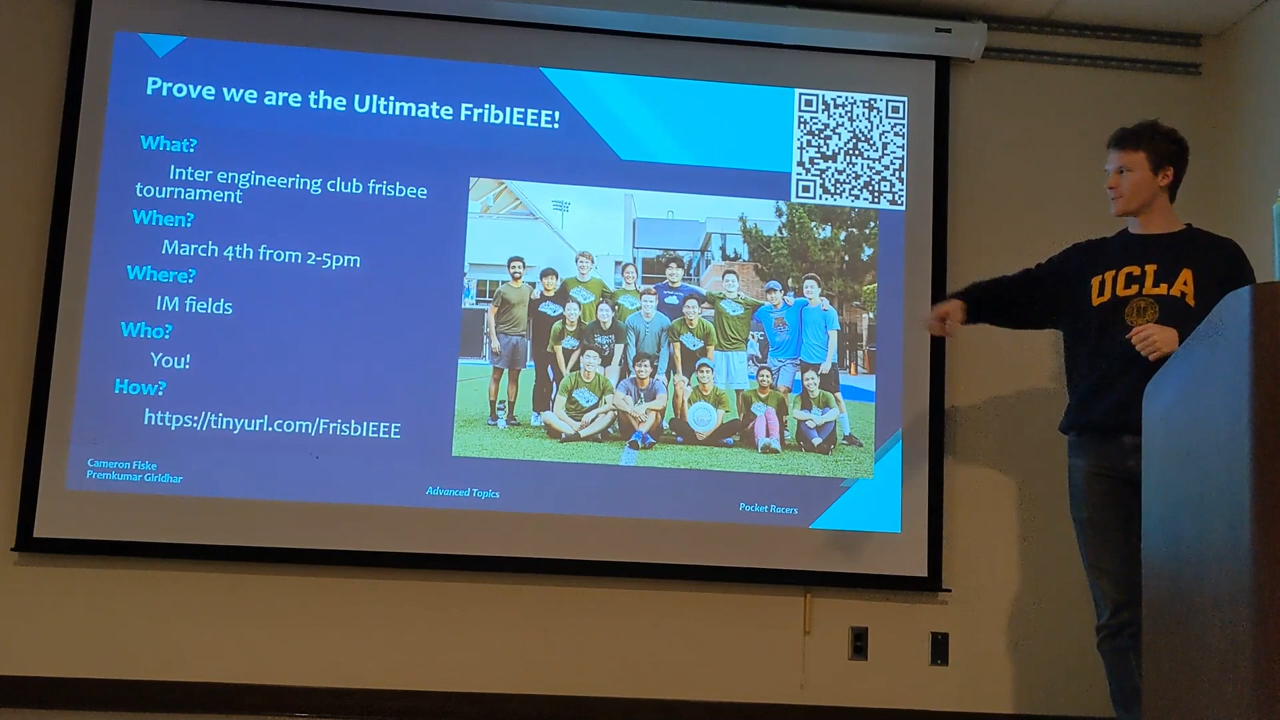 Prove we are the Ultimate FribIEEE!
What?
Inter engineering club frisbee
tournament
When?
March 4th from 2-5pm
Where?
IM fields
Who?
You!
How?
https://tinyurl.com/FrisbIEEE
Cameron Fiske
Premkumar Giridhar
Advanced Topics
Pocket Racers
UCLA